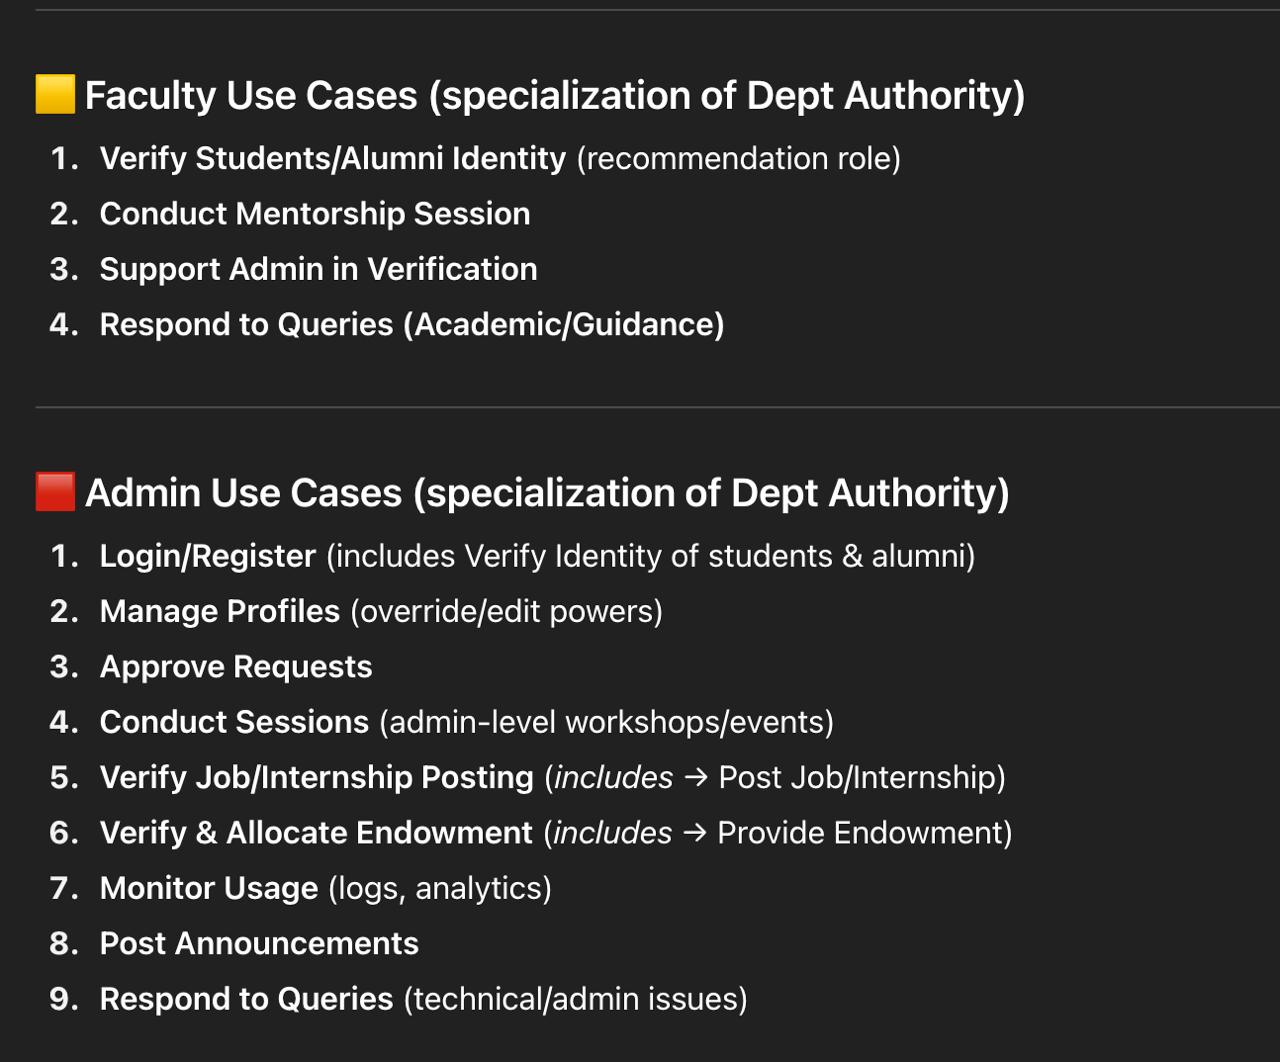 Faculty Use Cases (specialization of Dept Authority)
1. Verify Students/Alumni Identity (recommendation role)
2. Conduct Mentorship Session
3. Support Admin in Verification
4. Respond to Queries (Academic/Guidance)
Admin Use Cases (specialization of Dept Authority)
1. Login/Register (includes Verify Identity of students & alumni)
2. Manage Profiles (override/edit powers)
3. Approve Requests
4. Conduct Sessions (admin-level workshops/events)
5. Verify Job/Internship Posting (includes → Post Job/Internship)
6. Verify & Allocate Endowment (includes → Provide Endowment)
7. Monitor Usage (logs, analytics)
8. Post Announcements
9. Respond to Queries (technical/admin issues)